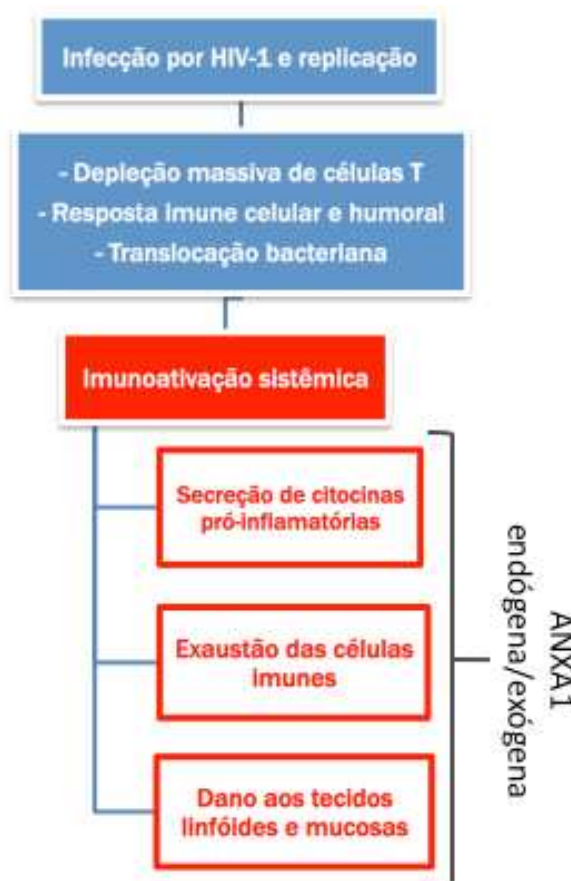 Infecção por HIV-1 e replicação
- Depleção massiva de células T
- Resposta imune celular e humoral
- Translocação bacteriana
Imunoativação sistêmica
Secreção de citocinas
pró-inflamatórias
Exaustão das células
imunes
Dano aos tecidos
linfóides e mucosas
ANXA1
endógena/exógena